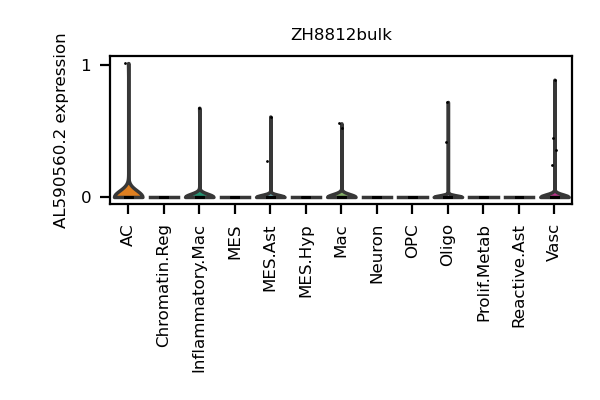 ZH8812bulk
AL590560.2 expression
1
0
AC
Chromatin.Reg
Inflammatory.Mac
MES
MES.Ast
MES.Hyp
Mac
Neuron
OPC
Oligo
Prolif.Metab
Reactive.Ast
Vasc